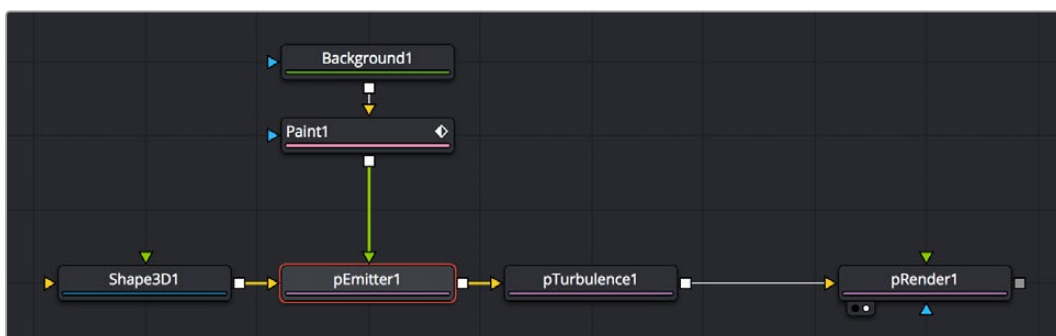 Background1
Paint1
Shape3D1
pEmitter1
pTurbulence1
pRender1